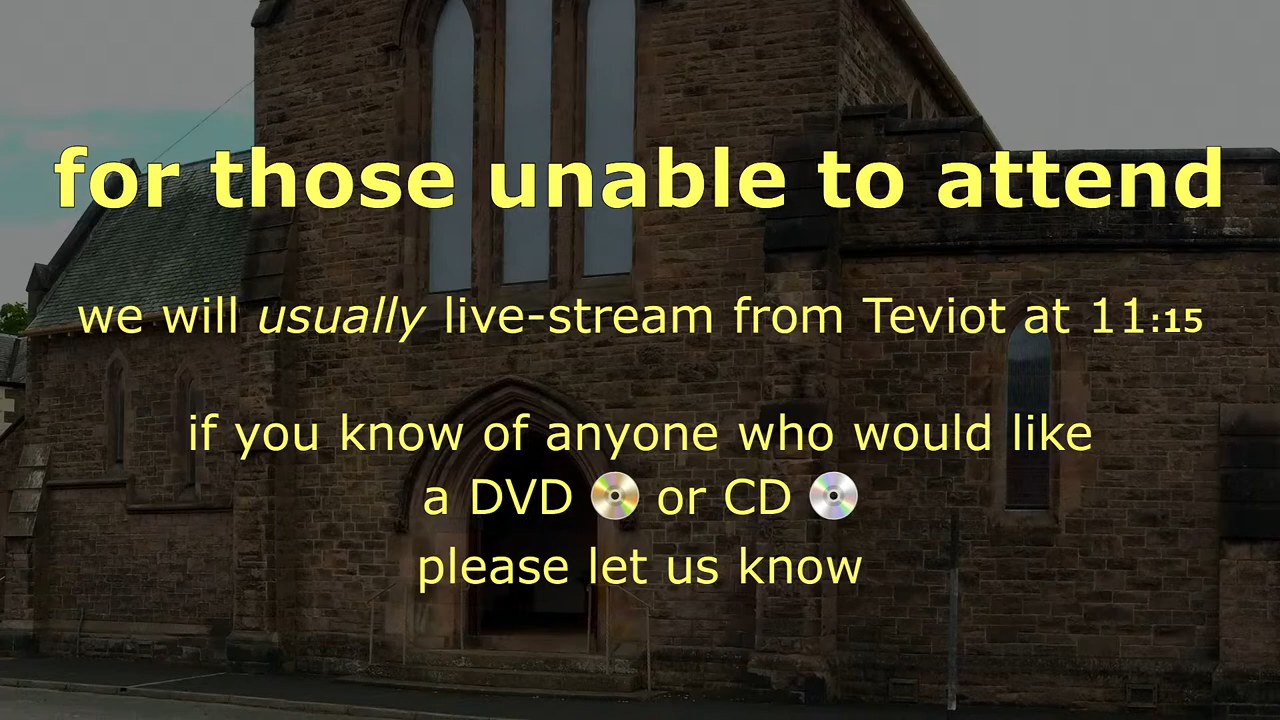 for those unable to attend
we will usually live-stream from Teviot at 11:15
if you know of anyone who would like
a DVD 📀 or CD 💿
please let us know